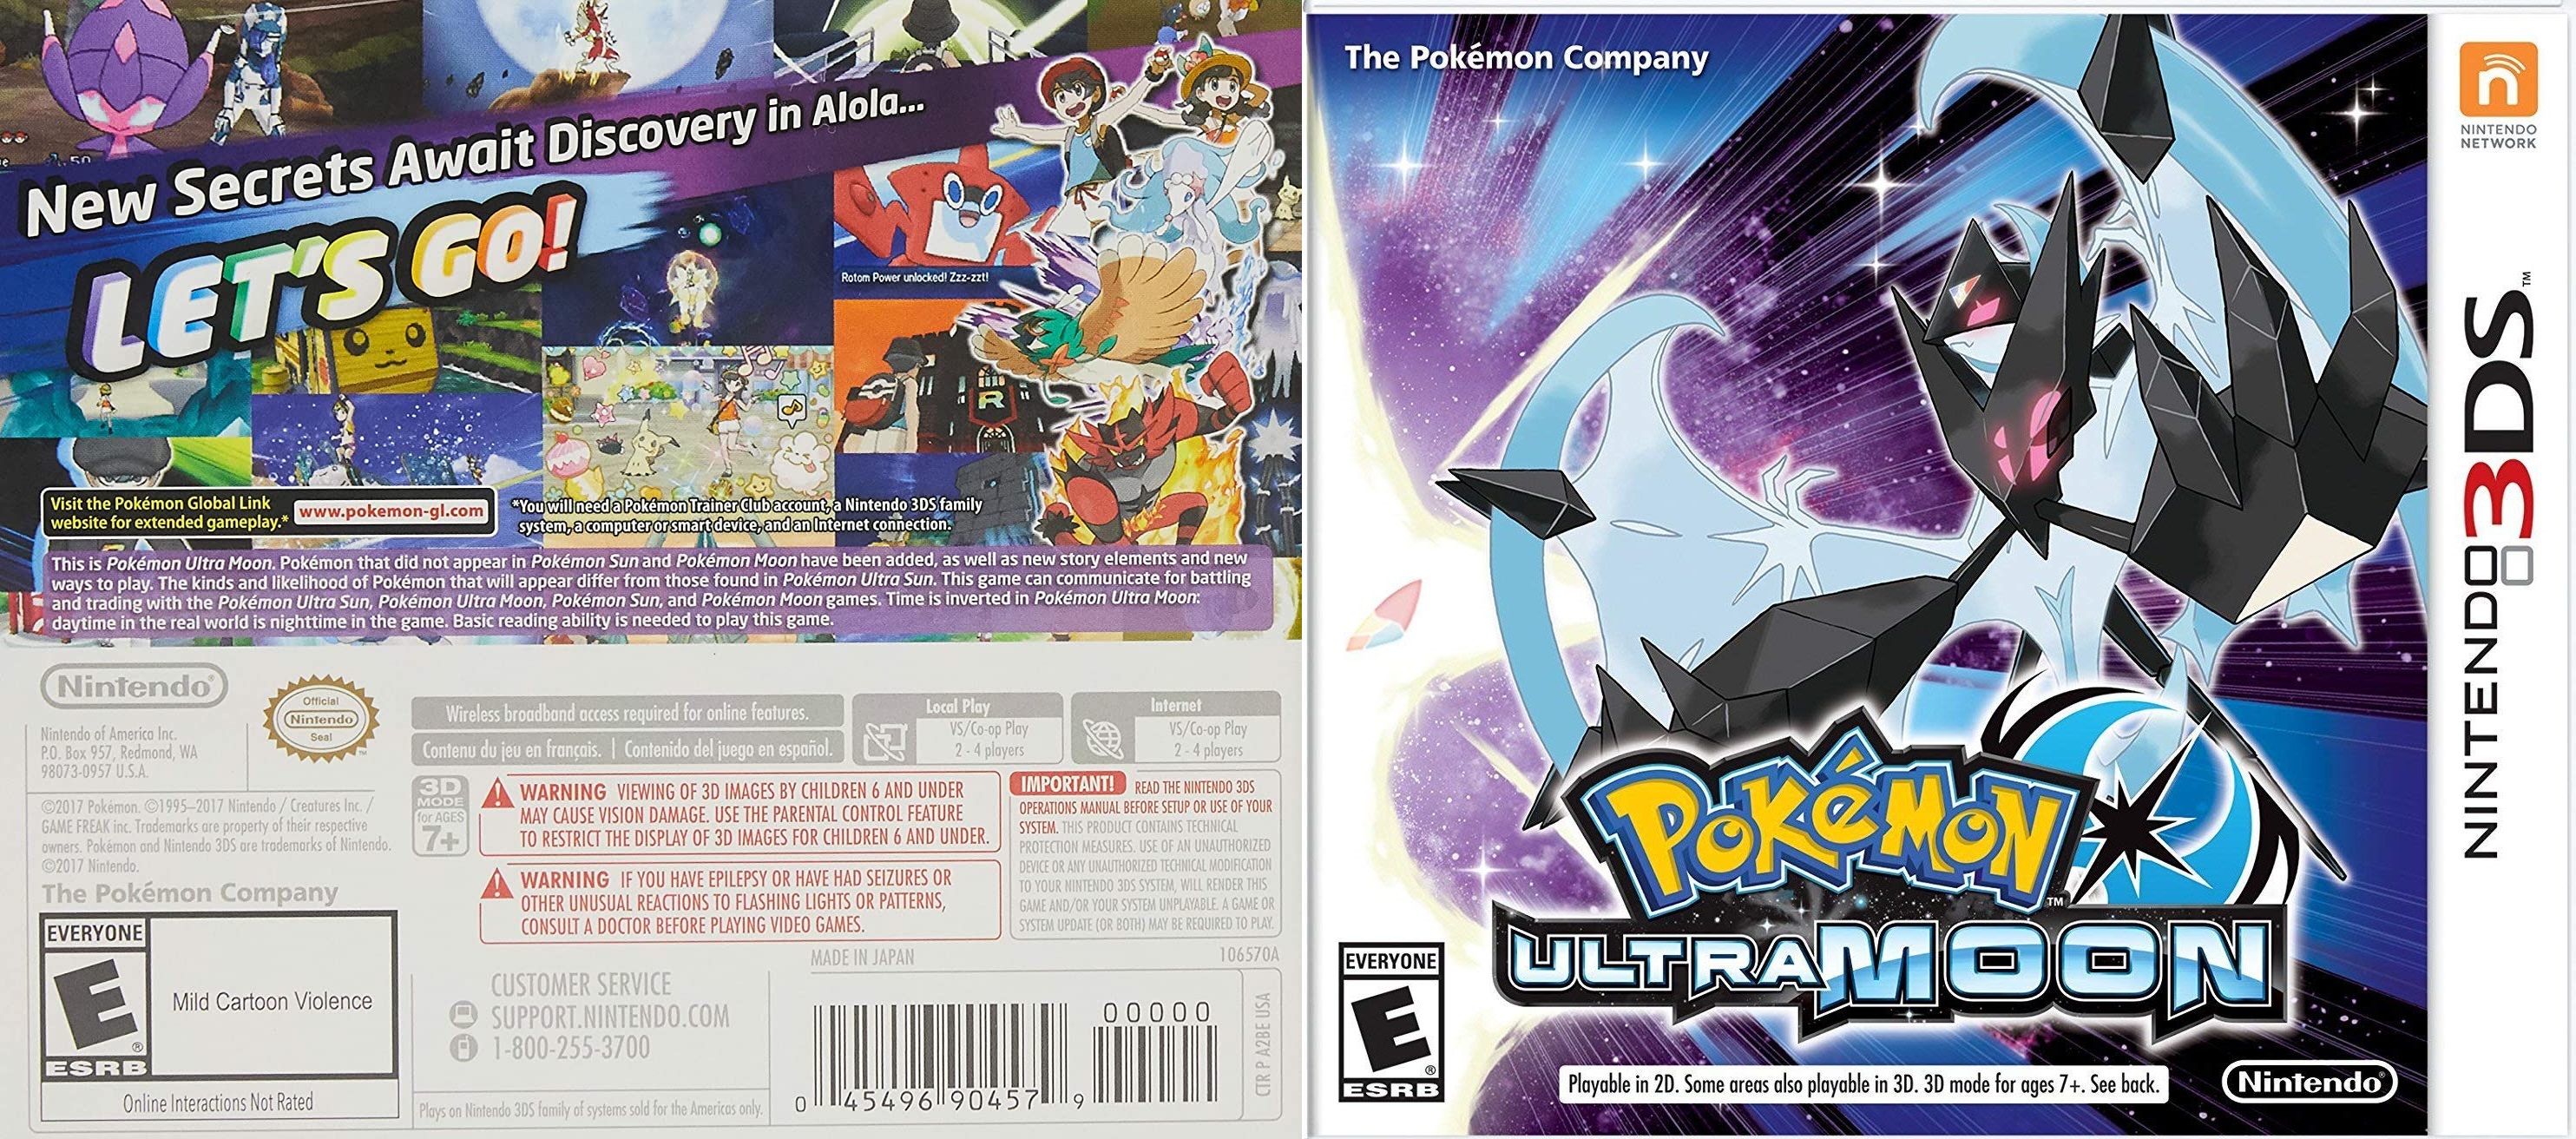 50
New Secrets Await Discovery in Alola...
LET'S GO!
Rotom Power unlocked! Zzz-zzt!
R
Visit the Pokémon Global Link
website for extended gameplay.*
www.pokemon-gl.com
*You will need a Pokémon Trainer Club account, a Nintendo 3DS family
system, a computer or smart device, and an Internet connection.
This is Pokémon Ultra Moon. Pokémon that did not appear in Pokémon Sun and Pokémon Moon have been added, as well as new story elements and new
ways to play. The kinds and likelihood of Pokémon that will appear differ from those found in Pokémon Ultra Sun. This game can communicate for battling
and trading with the Pokémon Ultra Sun, Pokémon Ultra Moon, Pokémon Sun, and Pokémon Moon games. Time is inverted in Pokémon Ultra Moon:
daytime in the real world is nighttime in the game. Basic reading ability is needed to play this game.
Nintendo®
Nintendo of America Inc.
P.O. Box 957, Redmond, WA
98073-0957 U.S.A.
Official
Nintendo
Seal
™
Wireless broadband access required for online features.
Contenu du jeu en français. | Contenido del juego en español.
Local Play
VS/Co-op Play
2 - 4 players
Internet
VS/Co-op Play
2 - 4 players
©2017 Pokémon. ©1995–2017 Nintendo / Creatures Inc. /
GAME FREAK inc. Trademarks are property of their respective
owners. Pokémon and Nintendo 3DS are trademarks of Nintendo.
©2017 Nintendo.
The Pokémon Company
3D
MODE
for AGES
7+
WARNING VIEWING OF 3D IMAGES BY CHILDREN 6 AND UNDER
MAY CAUSE VISION DAMAGE. USE THE PARENTAL CONTROL FEATURE
TO RESTRICT THE DISPLAY OF 3D IMAGES FOR CHILDREN 6 AND UNDER.
WARNING IF YOU HAVE EPILEPSY OR HAVE HAD SEIZURES OR
OTHER UNUSUAL REACTIONS TO FLASHING LIGHTS OR PATTERNS,
CONSULT A DOCTOR BEFORE PLAYING VIDEO GAMES.
IMPORTANT! READ THE NINTENDO 3DS
OPERATIONS MANUAL BEFORE SETUP OR USE OF YOUR
SYSTEM. THIS PRODUCT CONTAINS TECHNICAL
PROTECTION MEASURES. USE OF AN UNAUTHORIZED
DEVICE OR ANY UNAUTHORIZED TECHNICAL MODIFICATION
TO YOUR NINTENDO 3DS SYSTEM, WILL RENDER THIS
GAME AND/OR YOUR SYSTEM UNPLAYABLE. A GAME OR
SYSTEM UPDATE (OR BOTH) MAY BE REQUIRED TO PLAY.
EVERYONE
E
®
ESRB
Mild Cartoon Violence
Online Interactions Not Rated
CUSTOMER SERVICE
SUPPORT.NINTENDO.COM
1-800-255-3700
Plays on Nintendo 3DS family of systems sold for the Americas only.
MADE IN JAPAN
106570A
00000
0 45496 90457 9
CTR P A2BE USA
The Pokémon Company
POKéMON
™
ULTRA MOON
EVERYONE
E
®
ESRB
Playable in 2D. Some areas also playable in 3D. 3D mode for ages 7+. See back.
Nintendo®
n
NINTENDO
NETWORK
NINTENDO 3DS™